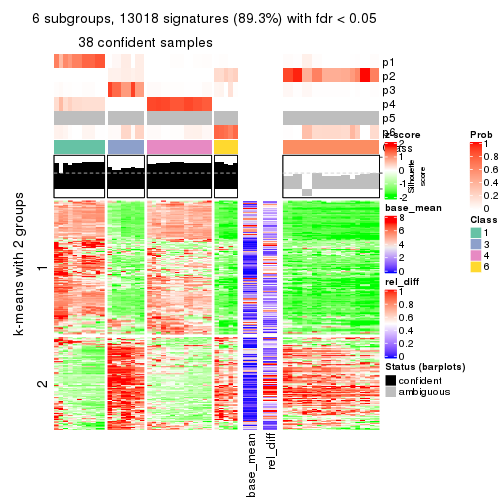 6 subgroups, 13018 signatures (89.3%) with fdr < 0.05
38 confident samples
p1
p2
p3
p4
p5
p6
Class
Silhouette
score
k-means with 2 groups
1
2
base_mean
rel_diff
z-score
2
1
0
-1
-2
base_mean
8
6
4
2
0
rel_diff
1
0.8
0.6
0.4
0.2
0
Status (barplots)
confident
ambiguous
Prob
1
0.8
0.6
0.4
0.2
0
Class
1
3
4
6